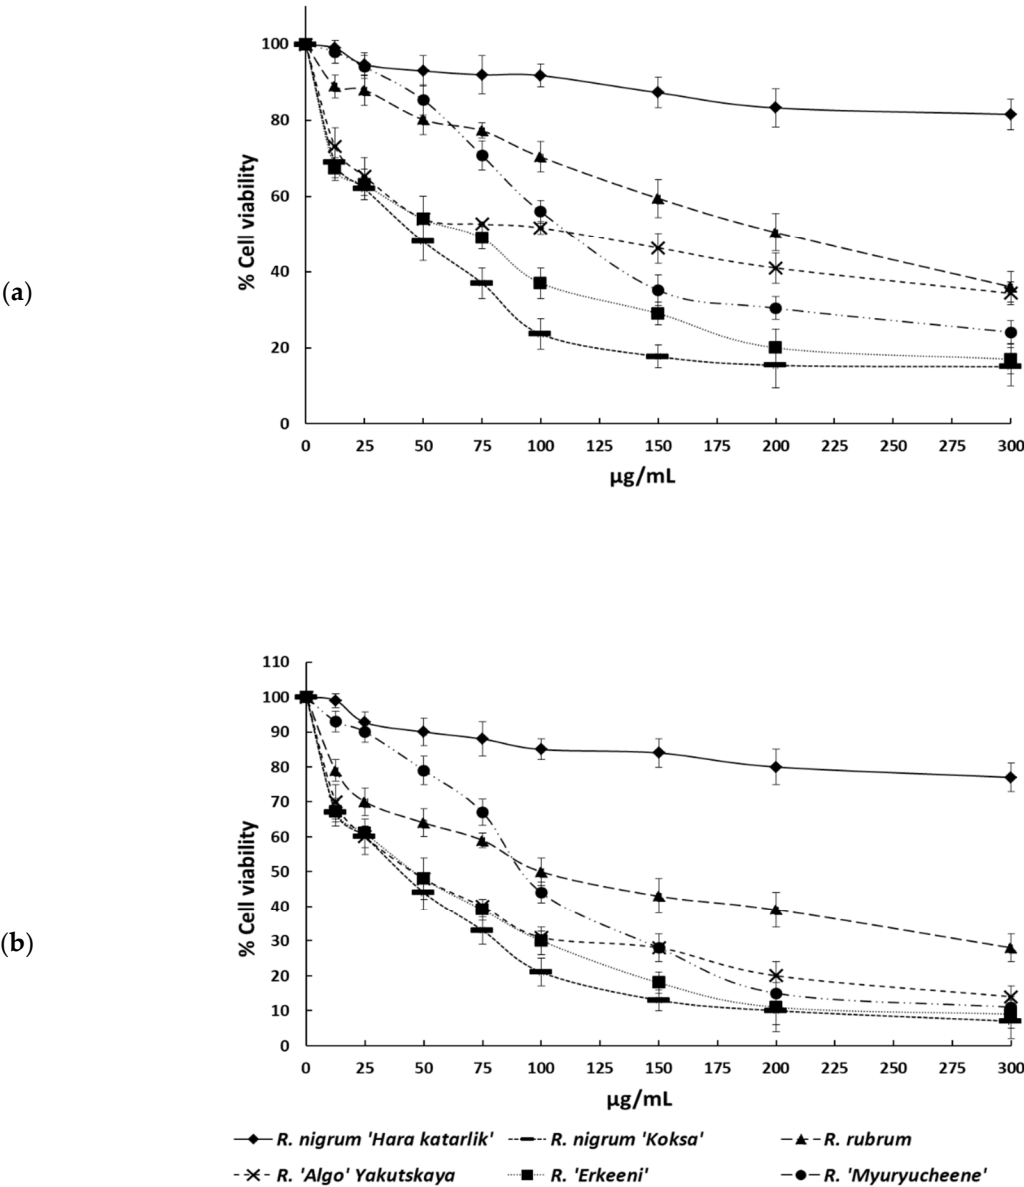 100
80
60
40
20
0
% Cell viability
(a)
0 25 50 75 100 125 150 175 200 225 250 275 300
µg/mL
110
100
90
80
70
60
50
40
30
20
10
0
% Cell viability
(b)
0 25 50 75 100 125 150 175 200 225 250 275 300
µg/mL
R. nigrum 'Hara katarlik' R. nigrum 'Koksa' R. rubrum
R. 'Algo' Yakutskaya R. 'Erkeeni' R. 'Myuryucheene'